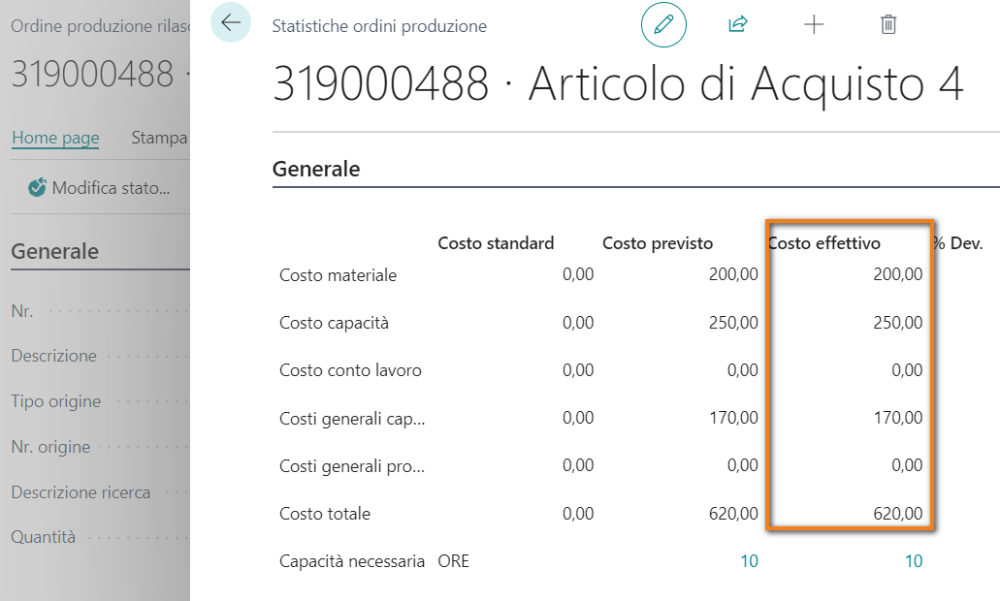 Ordine produzione rilasc
319000488 ·
Home page Stampa
Modifica stato...
Generale
Nr.
Descrizione
Tipo origine
Nr. origine
Descrizione ricerca
Quantità
Statistiche ordini produzione
319000488 · Articolo di Acquisto 4
Generale
Costo standard Costo previsto Costo effettivo % Dev.
Costo materiale 0,00 200,00 200,00
Costo capacità 0,00 250,00 250,00
Costo conto lavoro 0,00 0,00 0,00
Costi generali cap... 0,00 170,00 170,00
Costi generali pro... 0,00 0,00 0,00
Costo totale 0,00 620,00 620,00
Capacità necessaria ORE 10 10